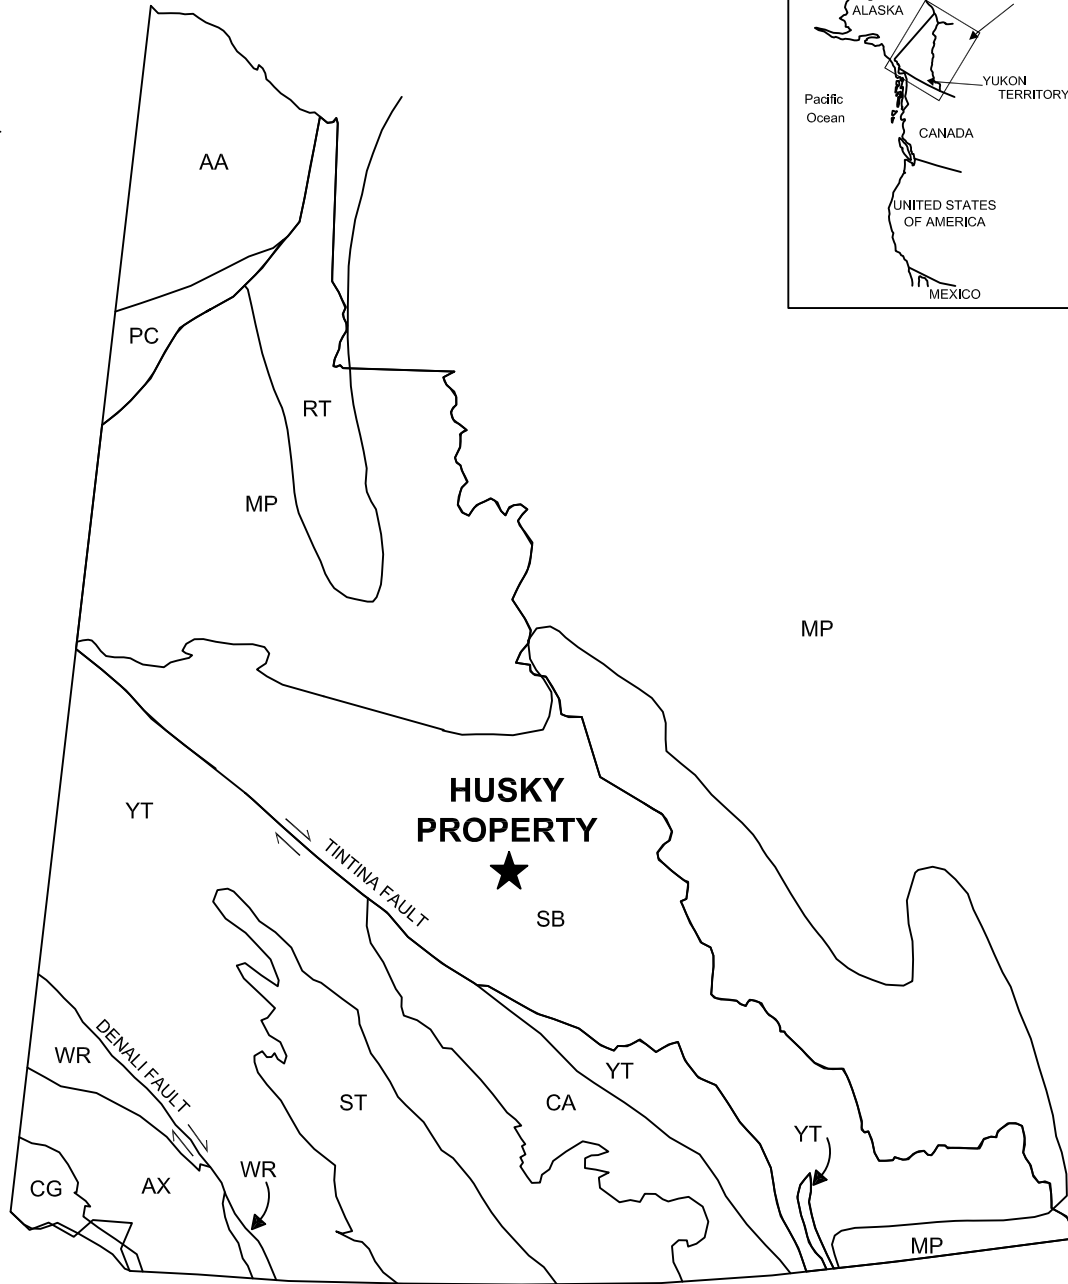 ALASKA
YUKON
TERRITORY
Pacific
Ocean
CANADA
UNITED STATES
OF AMERICA
MEXICO
AA
PC
RT
MP
MP
HUSKY
PROPERTY
YT
TINTINA FAULT
SB
DENALI FAULT
WR
YT
ST
CA
YT
WR
CG
AX
MP